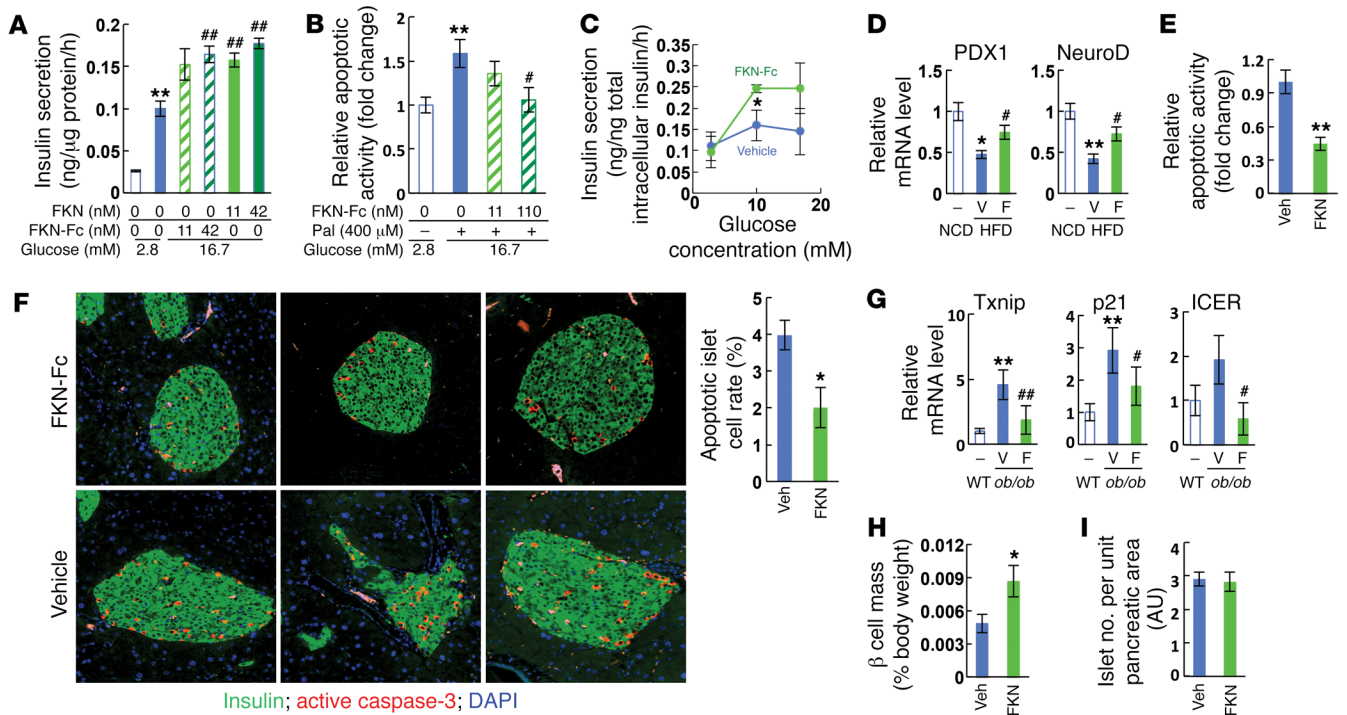 A
Insulin secretion
(ng/μg protein/h)
0.2
0.15
0.1
0.05
0
**
##
##
##
FKN (nM) 0 0 0 0 11 42
FKN-Fc (nM) 0 0 11 42 0 0
Glucose (mM) 2.8 16.7
B
Relative apoptotic
activity (fold change)
2
1.5
1.0
0.5
0
**
#
FKN-Fc (nM) 0 0 11 110
Pal (400 μM) – + + +
Glucose (mM) 2.8 16.7
C
Insulin secretion
(ng/ng total
intracellular insulin/h)
0.35
0.3
0.25
0.2
0.15
0.1
0.05
0
FKN-Fc
*
Vehicle
0 10 20
Glucose
concentration (mM)
D
PDX1
NeuroD
Relative
mRNA level
1.5
1.0
0.5
0
*
#
– V F
NCD HFD
1.5
1.0
0.5
0
**
#
– V F
NCD HFD
E
Relative
apoptotic activity
(fold change)
1.2
0.9
0.6
0.3
0
**
Veh
FKN
F
FKN-Fc
Vehicle
Insulin; active caspase-3; DAPI
Apoptotic islet
cell rate (%)
5
4
3
2
1
0
*
Veh
FKN
G
Txnip
p21
ICER
Relative
mRNA level
10
5
0
**
##
– V F
WT ob/ob
4
3
2
1
0
**
#
– V F
WT ob/ob
3
2
1
0
#
– V F
WT ob/ob
H
β cell mass
(% body weight)
0.012
0.009
0.006
0.003
0
*
Veh
FKN
I
Islet no. per unit
pancreatic area
(AU)
4
3
2
1
0
Veh
FKN